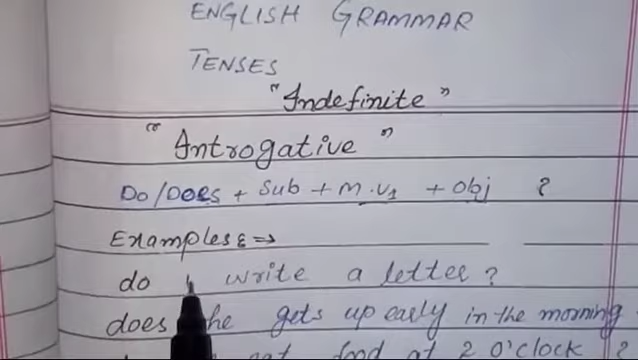 ENGLISH GRAMMAR
TENSES
"Indefinite"
"Introgative"
Do/Does + Sub + m.v1 + obj ?
Examples :⇒
do write a letter ?
does he gets up early in the morning
eat food at 2 o'clock ?